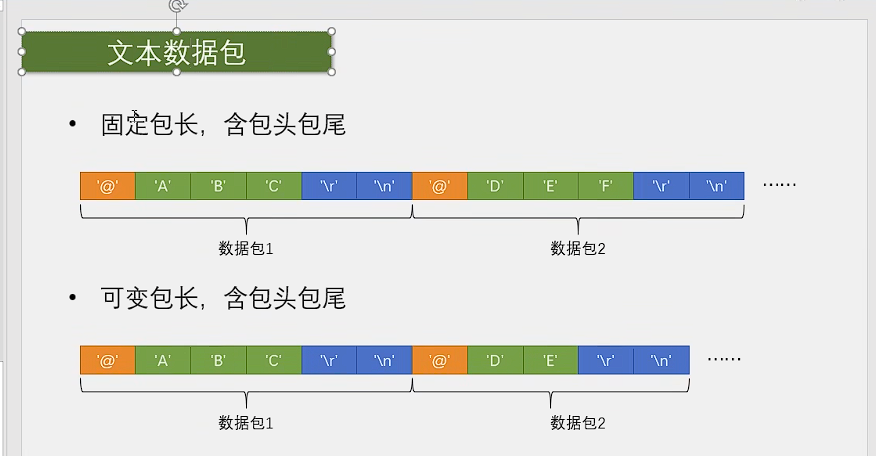 文本数据包
• 固定包长，含包头包尾
'@' 'A' 'B' 'C' '\r' '\n' '@' 'D' 'E' 'F' '\r' '\n' ……
数据包1 数据包2
• 可变包长，含包头包尾
'@' 'A' 'B' 'C' '\r' '\n' '@' 'D' 'E' '\r' '\n' ……
数据包1 数据包2